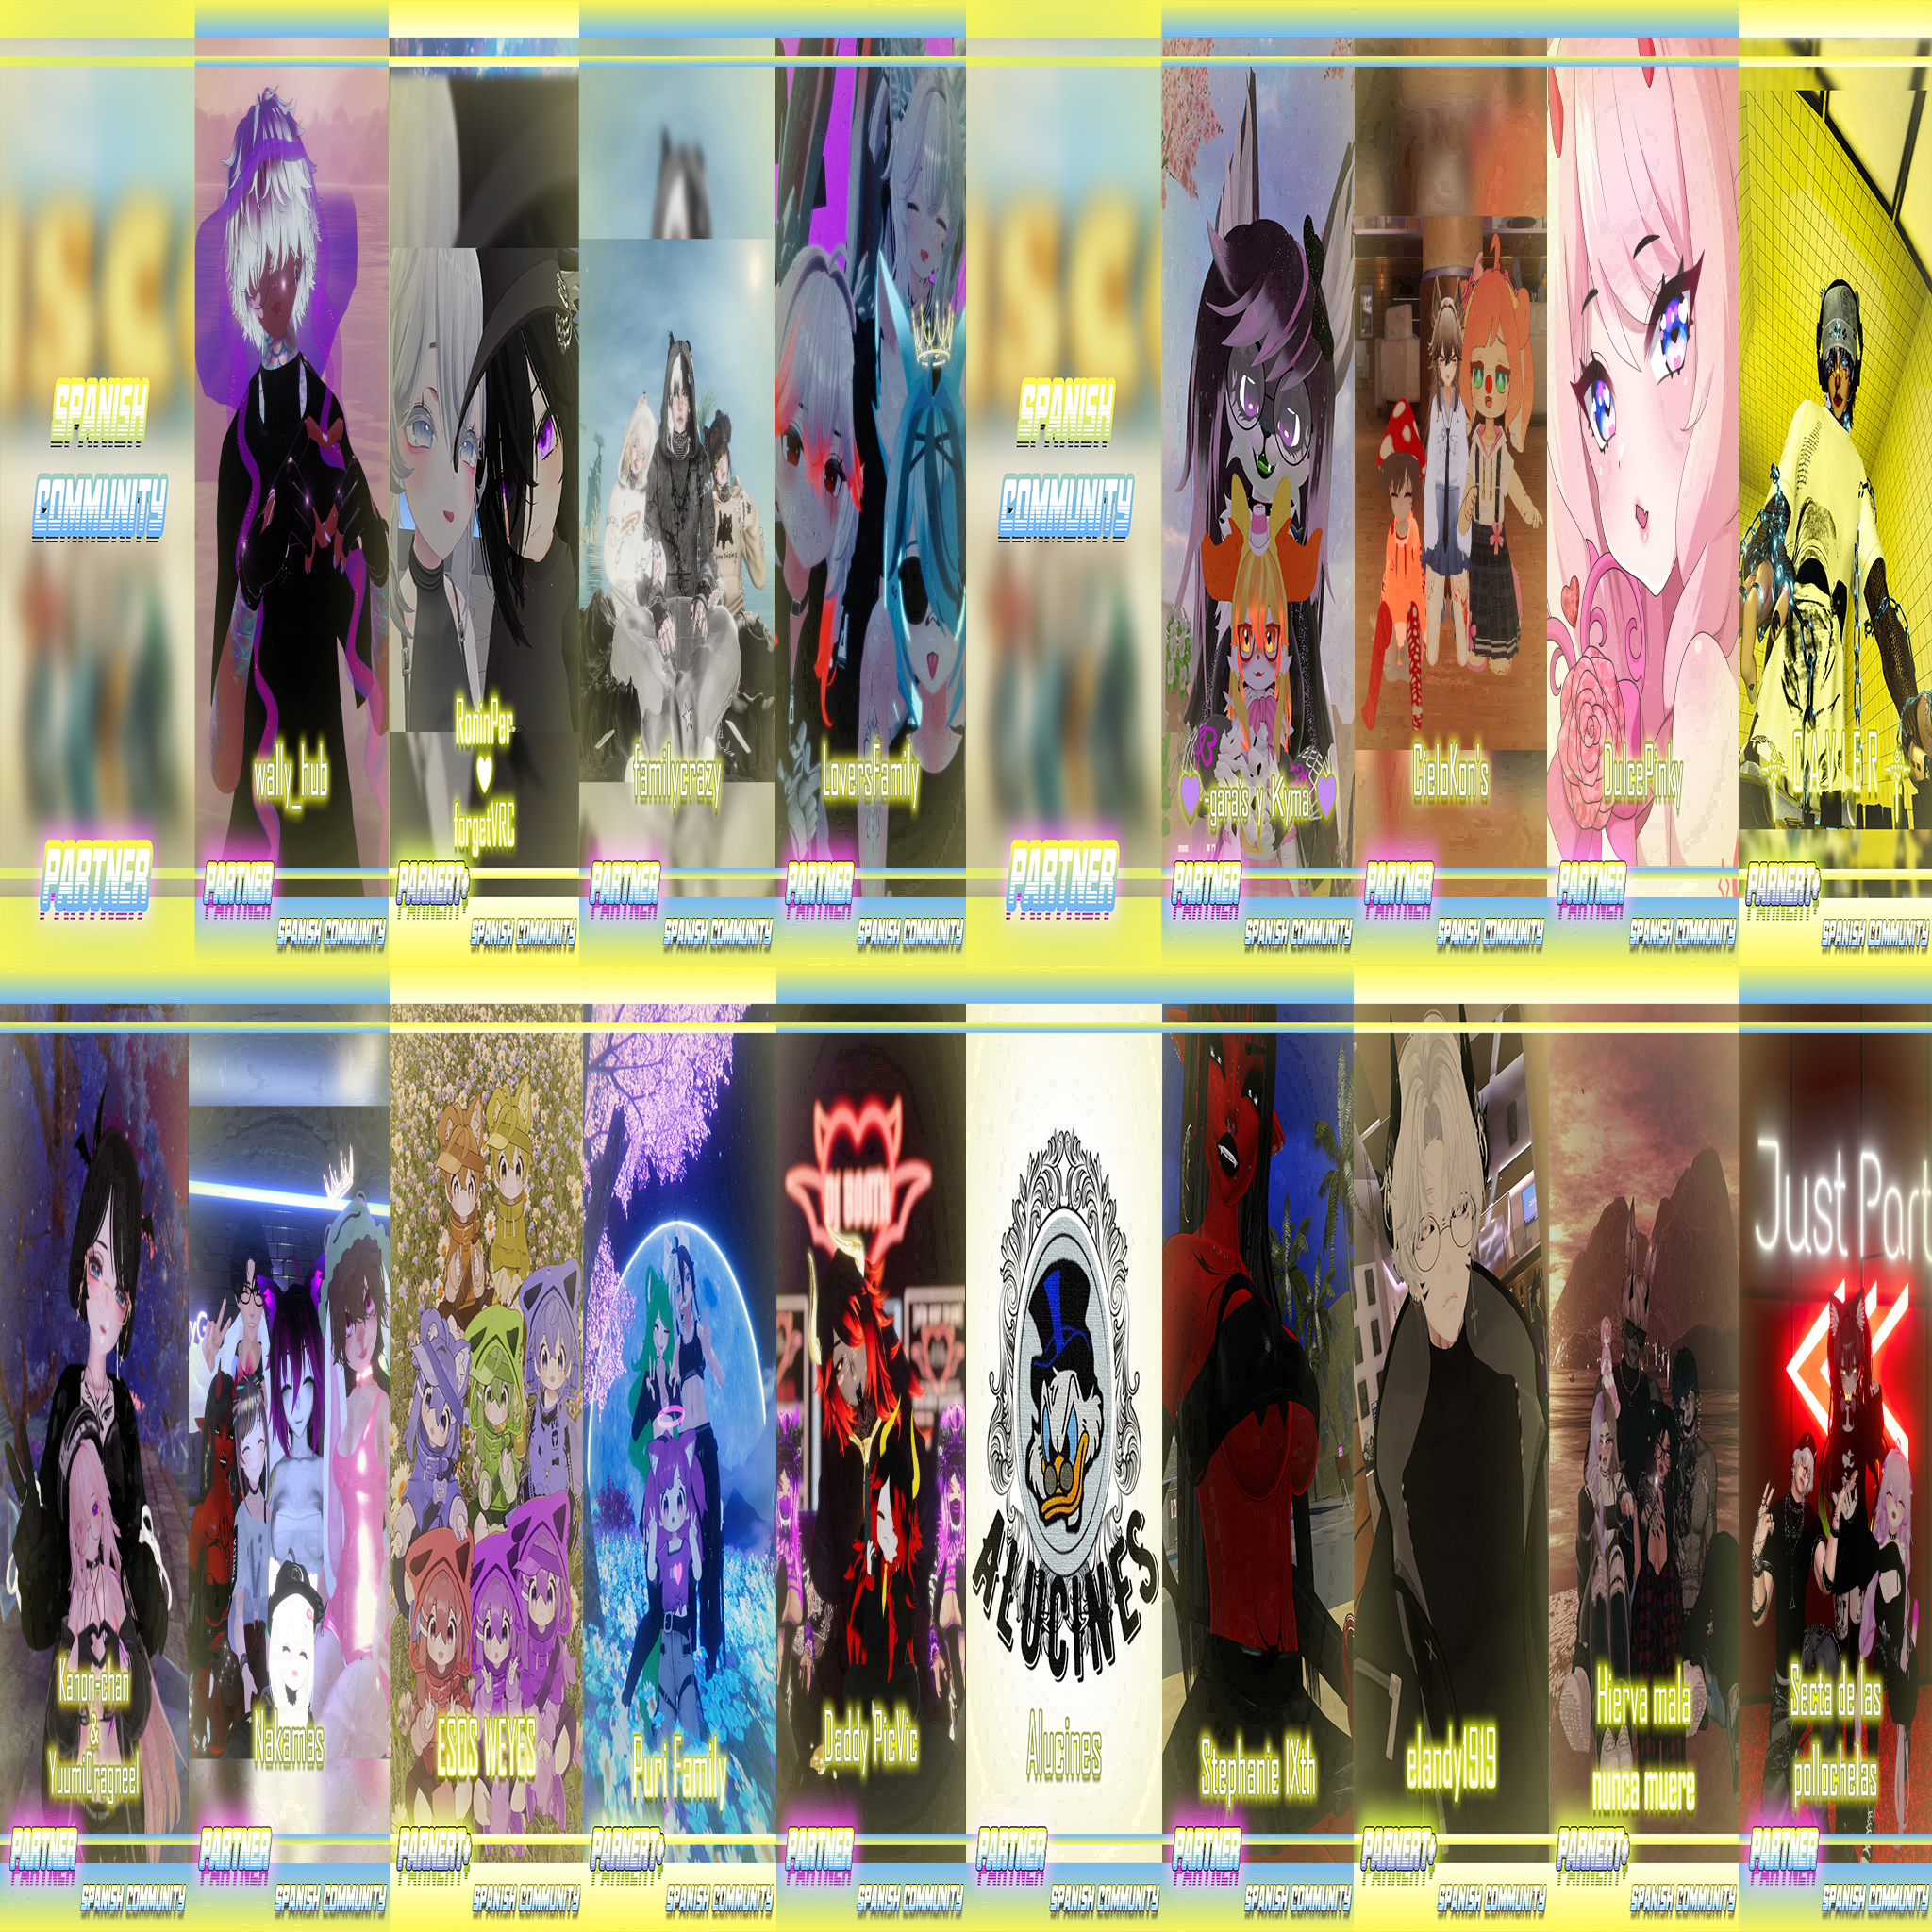 SPANISH
COMMUNITY
PARTNER
wally_hub
PARTNER
SPANISH COMMUNITY
RoninPer
forgetVRC
PARNERT+
SPANISH COMMUNITY
familycrazy
PARTNER
SPANISH COMMUNITY
LoversFamily
PARTNER
SPANISH COMMUNITY
SPANISH
COMMUNITY
PARTNER
-garais y Kyma
PARTNER
SPANISH COMMUNITY
CieloKon's
PARTNER
SPANISH COMMUNITY
DulcePinky
PARTNER
SPANISH COMMUNITY
PARNERT+
SPANISH COMMUNITY
Kanon-chan
&
YuumiDragneel
PARTNER
SPANISH COMMUNITY
Nakamas
PARTNER
SPANISH COMMUNITY
ESOS WEYES
PARNERT+
SPANISH COMMUNITY
Puri Family
PARNERT+
SPANISH COMMUNITY
DJ BOOTH
Daddy PicVic
PARTNER
SPANISH COMMUNITY
ALUCINES
Alucines
PARTNER
SPANISH COMMUNITY
Stephanie IXth
PARTNER
SPANISH COMMUNITY
elandy1919
PARNERT+
SPANISH COMMUNITY
Hierva mala
nunca muere
PARNERT+
SPANISH COMMUNITY
Just Part
Secta de las
pollochelas
PARTNER
SPANISH COMMUNITY